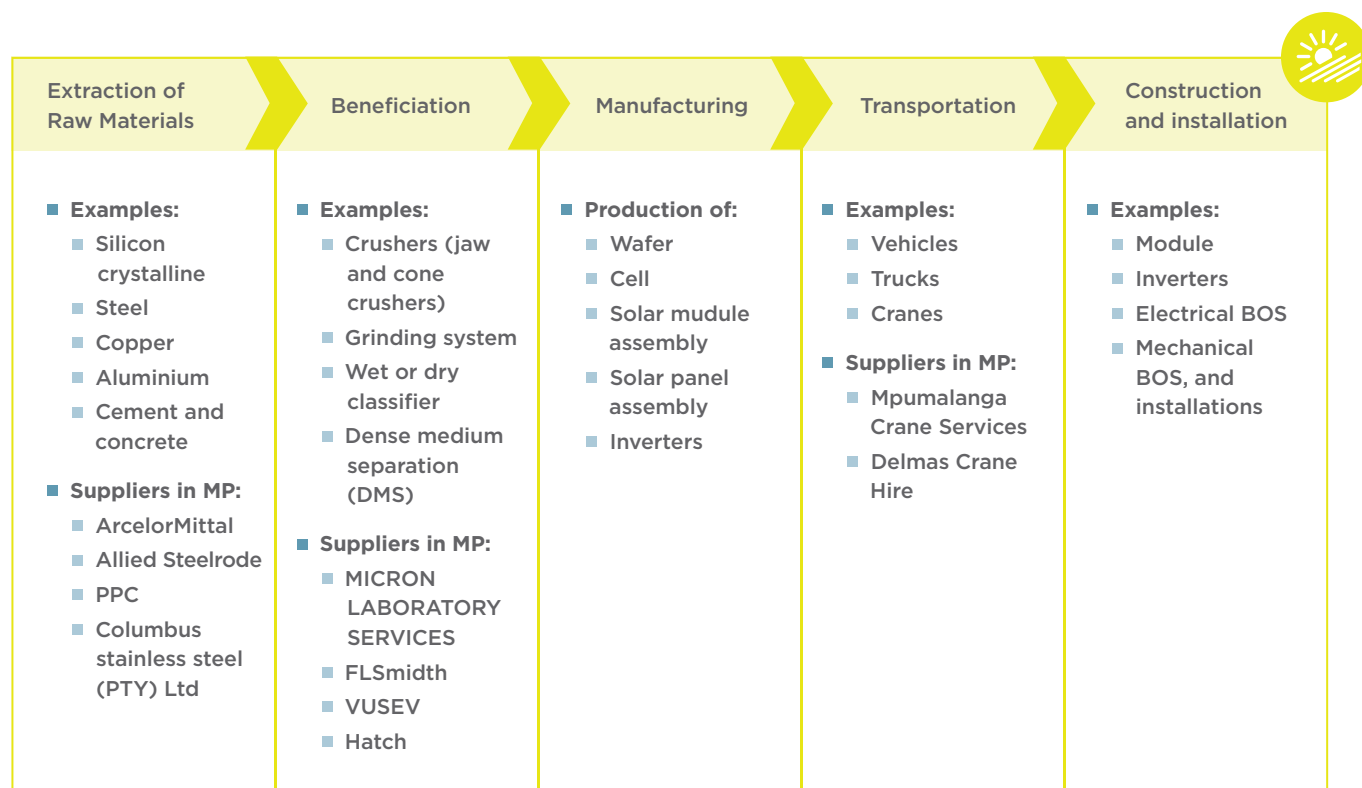 Extraction of
Raw Materials
Beneficiation
Manufacturing
Transportation
Construction
and installation
Examples:
Silicon
crystalline
Steel
Copper
Aluminium
Cement and
concrete
Suppliers in MP:
ArcelorMittal
Allied Steelrode
PPC
Columbus
stainless steel
(PTY) Ltd
Examples:
Crushers (jaw
and cone
crushers)
Grinding system
Wet or dry
classifier
Dense medium
separation
(DMS)
Suppliers in MP:
MICRON
LABORATORY
SERVICES
FLSmidth
VUSEV
Hatch
Production of:
Wafer
Cell
Solar mudule
assembly
Solar panel
assembly
Inverters
Examples:
Vehicles
Trucks
Cranes
Suppliers in MP:
Mpumalanga
Crane Services
Delmas Crane
Hire
Examples:
Module
Inverters
Electrical BOS
Mechanical
BOS, and
installations